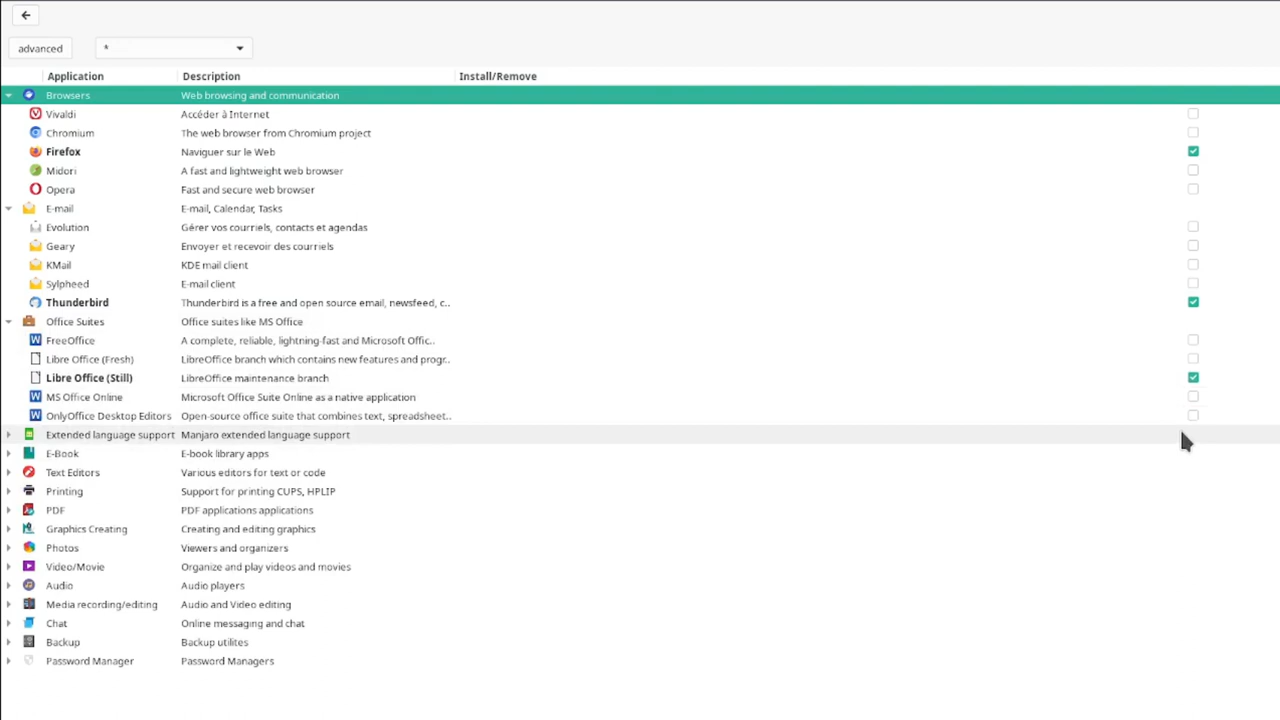 advanced *
Application Description Install/Remove
Browsers Web browsing and communication
Vivaldi Accéder à Internet
Chromium The web browser from Chromium project
Firefox Naviguer sur le Web
Midori A fast and lightweight web browser
Opera Fast and secure web browser
E-mail E-mail, Calendar, Tasks
Evolution Gérer vos courriels, contacts et agendas
Geary Envoyer et recevoir des courriels
KMail KDE mail client
Sylpheed E-mail client
Thunderbird Thunderbird is a free and open source email, newsfeed, c..
Office Suites Office suites like MS Office
FreeOffice A complete, reliable, lightning-fast and Microsoft Offic..
Libre Office (Fresh) LibreOffice branch which contains new features and progr..
Libre Office (Still) LibreOffice maintenance branch
MS Office Online Microsoft Office Suite Online as a native application
OnlyOffice Desktop Editors Open-source office suite that combines text, spreadsheet..
Extended language support Manjaro extended language support
E-Book E-book library apps
Text Editors Various editors for text or code
Printing Support for printing CUPS, HPLIP
PDF PDF applications applications
Graphics Creating Creating and editing graphics
Photos Viewers and organizers
Video/Movie Organize and play videos and movies
Audio Audio players
Media recording/editing Audio and Video editing
Chat Online messaging and chat
Backup Backup utilites
Password Manager Password Managers